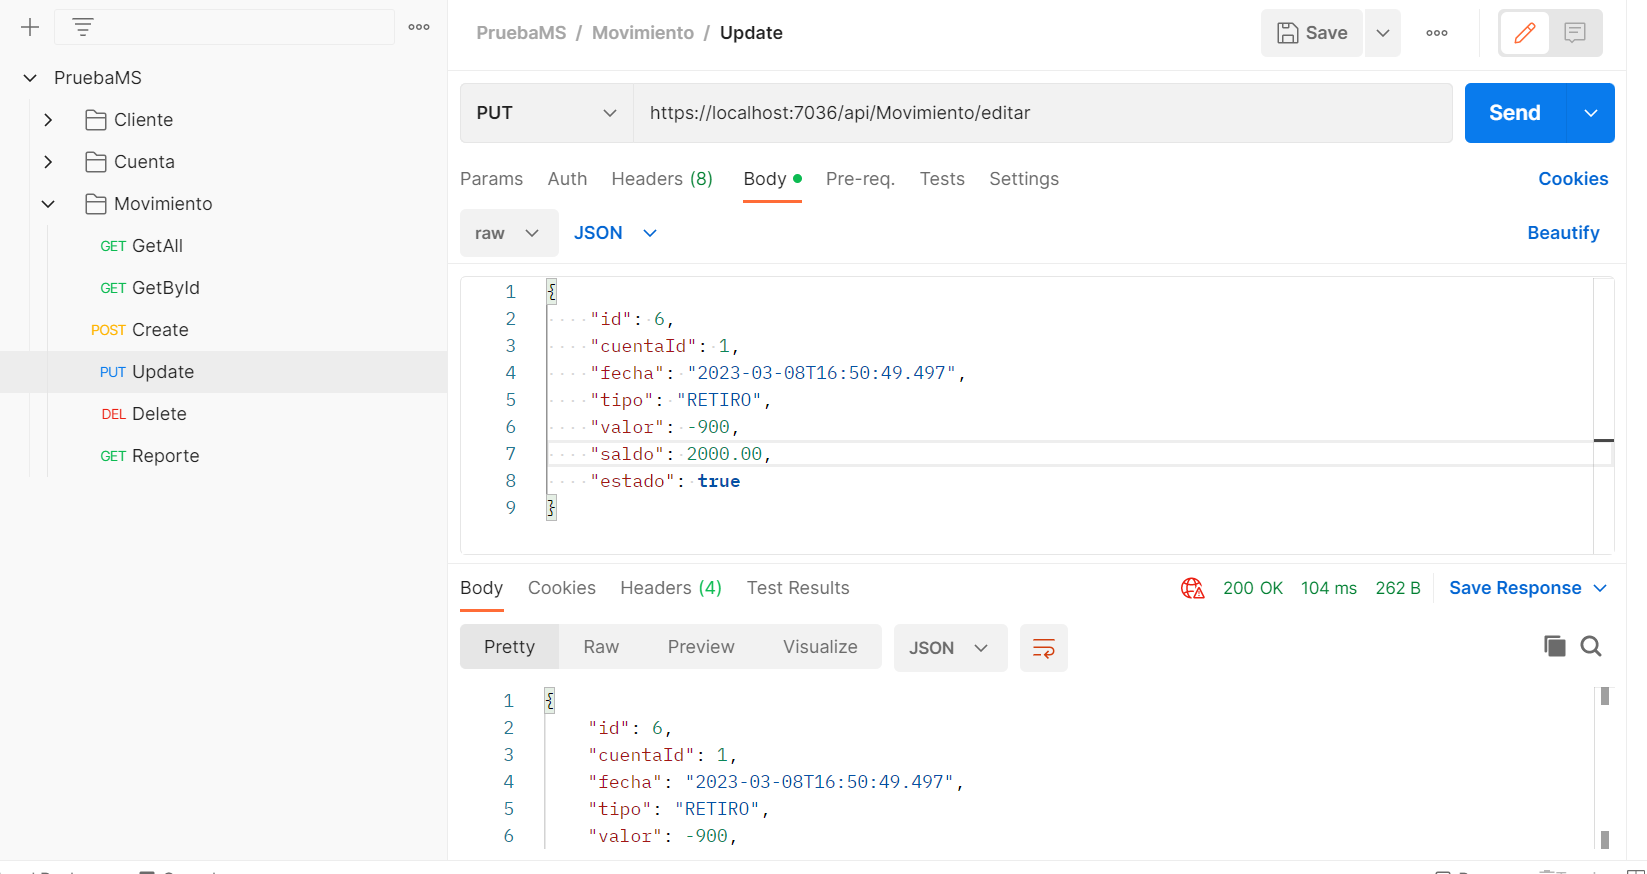 PruebaMS
Cliente
Cuenta
Movimiento
GET GetAll
GET GetById
POST Create
PUT Update
DEL Delete
GET Reporte
PruebaMS / Movimiento / Update
Save
PUT https://localhost:7036/api/Movimiento/editar
Send
Params Auth Headers (8) Body Pre-req. Tests Settings Cookies
raw JSON Beautify
1 {
2 "id": 6,
3 "cuentaId": 1,
4 "fecha": "2023-03-08T16:50:49.497",
5 "tipo": "RETIRO",
6 "valor": -900,
7 "saldo": 2000.00,
8 "estado": true
9 }
Body Cookies Headers (4) Test Results 200 OK 104 ms 262 B Save Response
Pretty Raw Preview Visualize JSON
1 {
2 "id": 6,
3 "cuentaId": 1,
4 "fecha": "2023-03-08T16:50:49.497",
5 "tipo": "RETIRO",
6 "valor": -900,